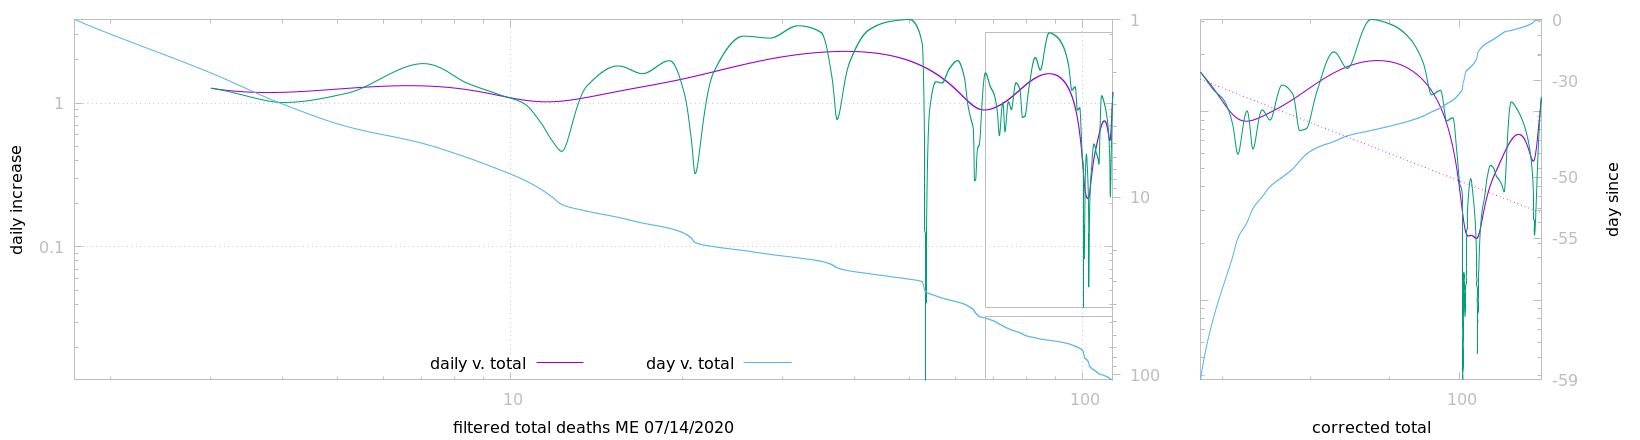 daily increase
1
0.1
10
100
filtered total deaths ME 07/14/2020
daily v. total
day v. total
1
10
100
100
corrected total
0
-30
-50
-55
-59
day since